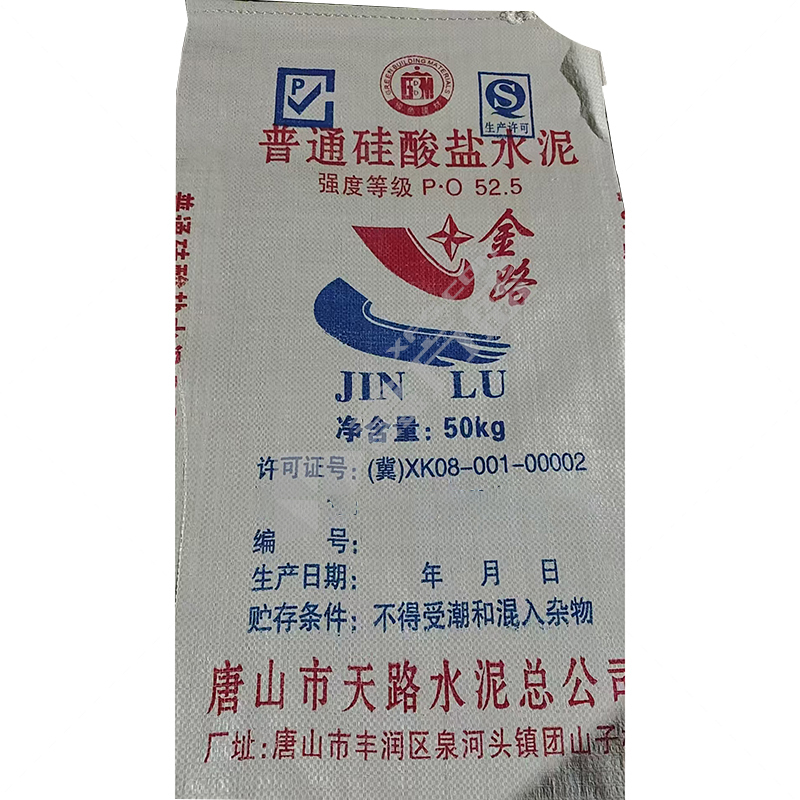 P
GREEN BUILDING MATERIALS
生产许可
普通硅酸盐水泥
强度等级 P·O 52.5
金路
JIN LU
净含量: 50kg
许可证号: (冀)XK08-001-00002
编 号:
生产日期: 年 月 日
贮存条件: 不得受潮和混入杂物
唐山市天路水泥总公司
厂址:唐山市丰润区泉河头镇团山子